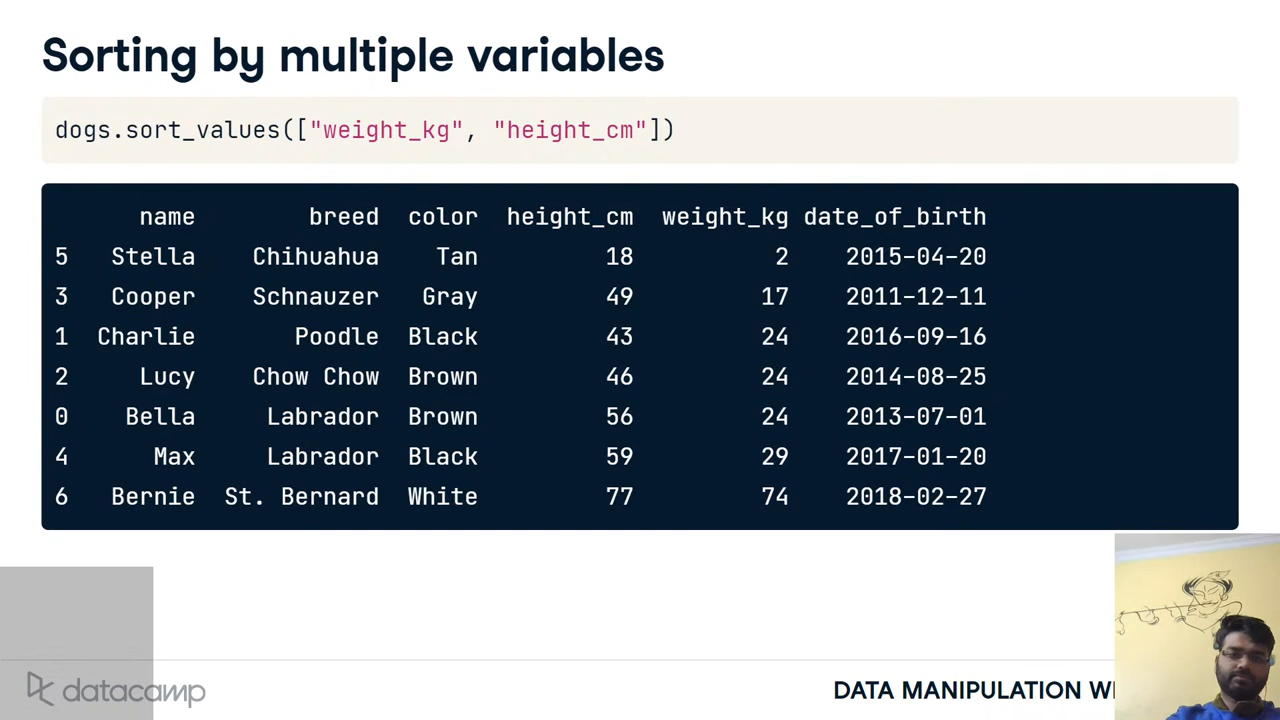 Sorting by multiple variables
dogs.sort_values(["weight_kg", "height_cm"])
name breed color height_cm weight_kg date_of_birth
5 Stella Chihuahua Tan 18 2 2015-04-20
3 Cooper Schnauzer Gray 49 17 2011-12-11
1 Charlie Poodle Black 43 24 2016-09-16
2 Lucy Chow Chow Brown 46 24 2014-08-25
0 Bella Labrador Brown 56 24 2013-07-01
4 Max Labrador Black 59 29 2017-01-20
6 Bernie St. Bernard White 77 74 2018-02-27
datacamp
DATA MANIPULATION